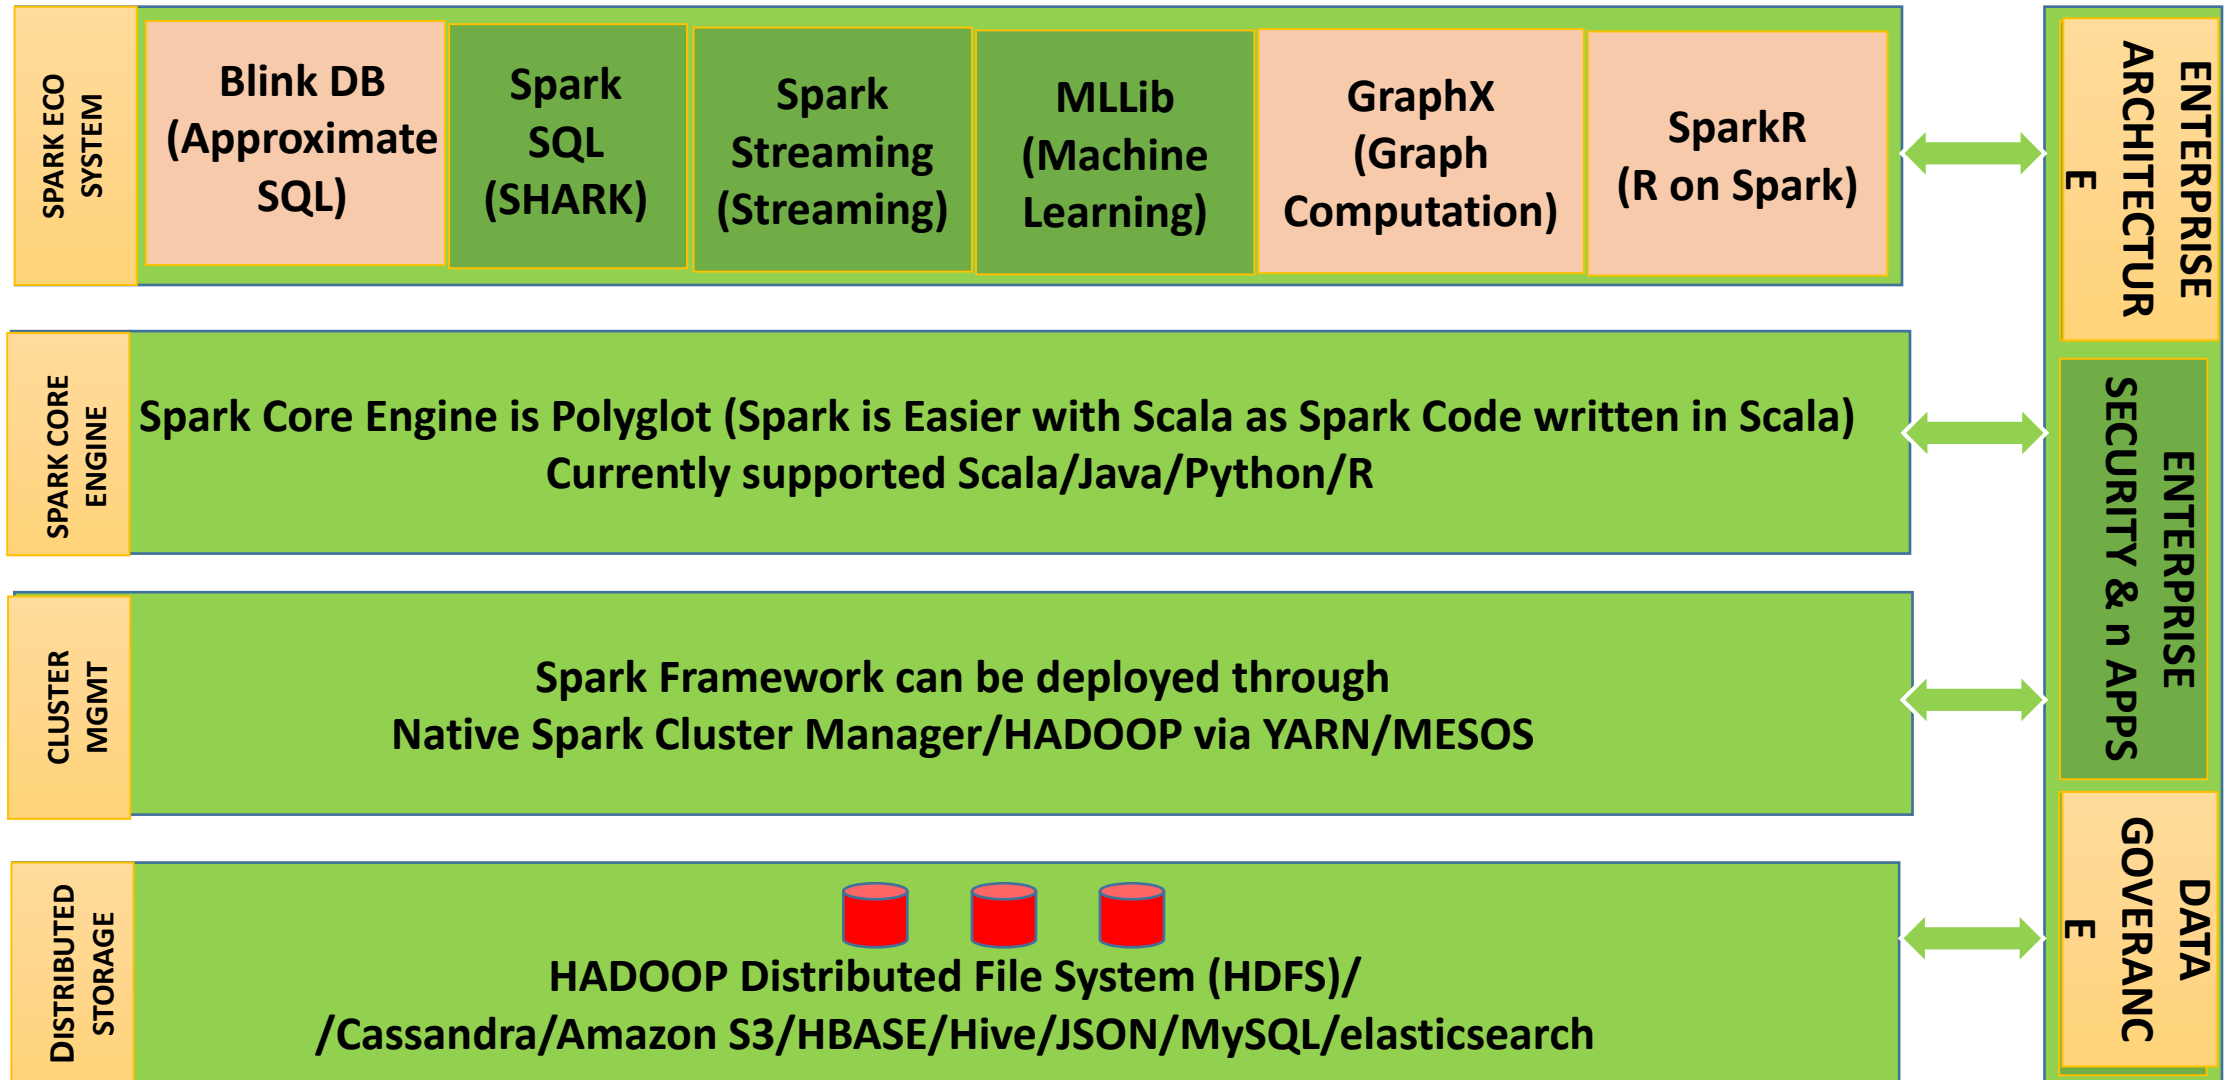 SPARK ECO
SYSTEM
Blink DB
(Approximate
SQL)
Spark
SQL
(SHARK)
Spark
Streaming
(Streaming)
MLLib
(Machine
Learning)
GraphX
(Graph
Computation)
SparkR
(R on Spark)
ENTERPRISE
ARCHITECTUR
E
SPARK CORE
ENGINE
Spark Core Engine is Polyglot (Spark is Easier with Scala as Spark Code written in Scala)
Currently supported Scala/Java/Python/R
ENTERPRISE
SECURITY & n APPS
CLUSTER
MGMT
Spark Framework can be deployed through
Native Spark Cluster Manager/HADOOP via YARN/MESOS
DISTRIBUTED
STORAGE
HADOOP Distributed File System (HDFS)/
/Cassandra/Amazon S3/HBASE/Hive/JSON/MySQL/elasticsearch
DATA
GOVERANC
E